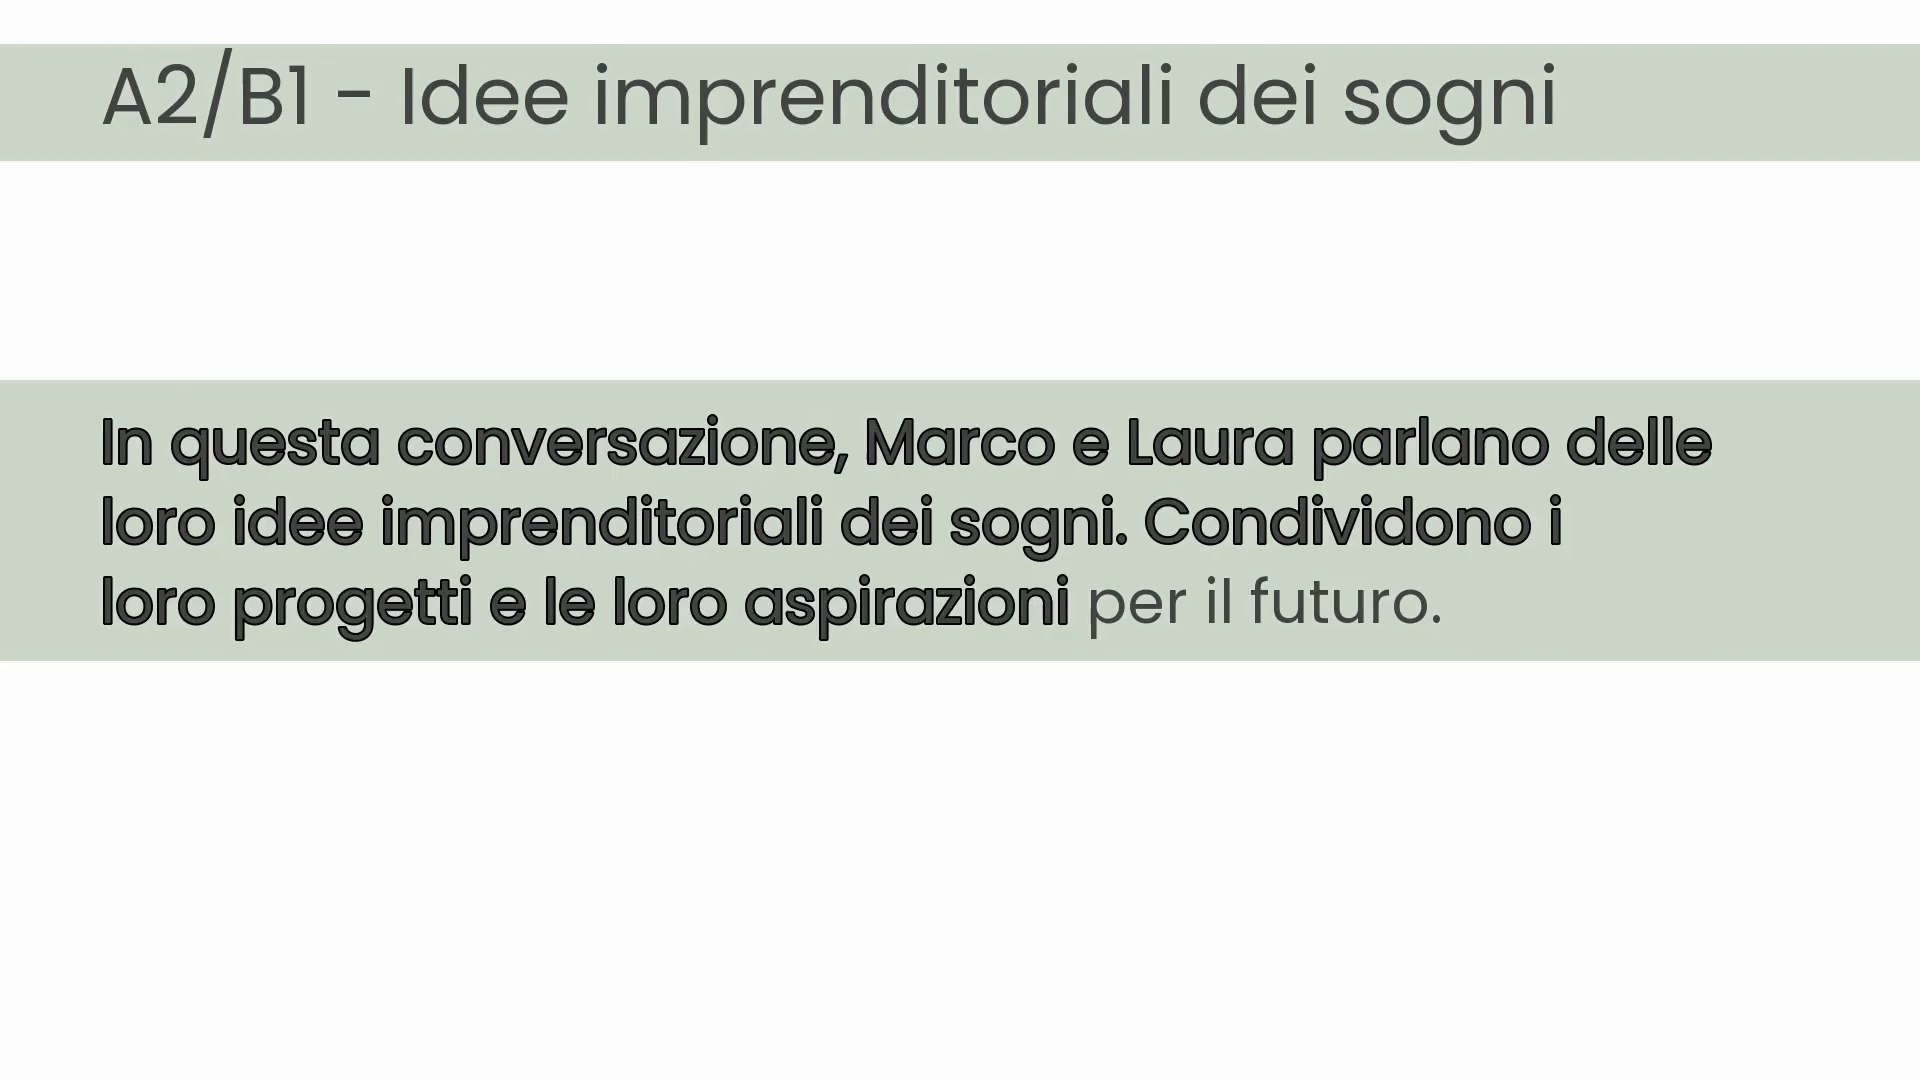 A2/B1 - Idee imprenditoriali dei sogni
In questa conversazione, Marco e Laura parlano delle
loro idee imprenditoriali dei sogni. Condividono i
loro progetti e le loro aspirazioni per il futuro.